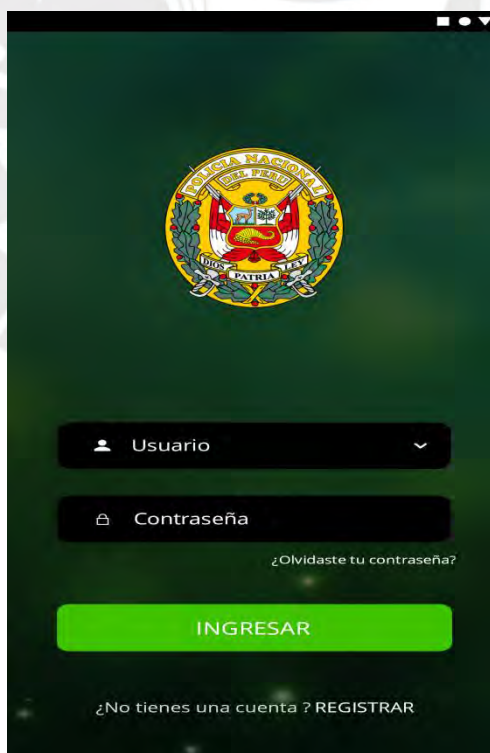 POLICIA NACIONAL
DEL PERU
DIOS PATRIA LEY
Usuario
Contraseña
¿Olvidaste tu contraseña?
INGRESAR
¿No tienes una cuenta ? REGISTRAR